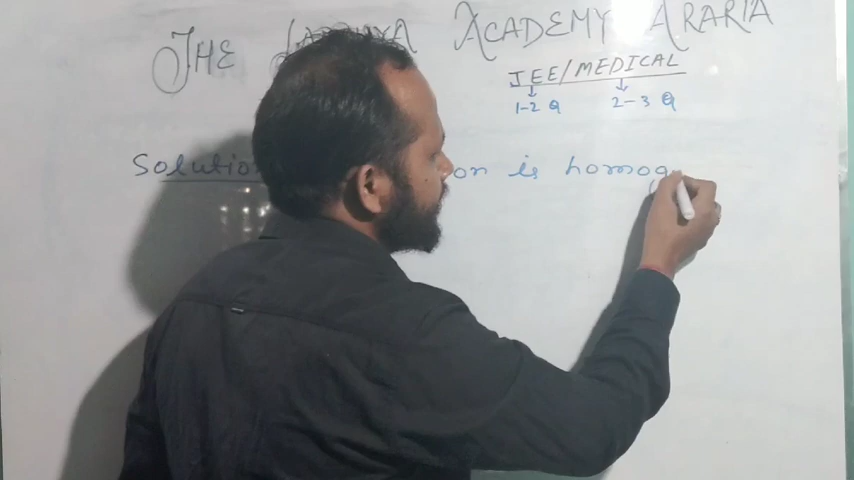 THE ACADEMY ARARIA
JEE/MEDICAL
1-2 Q 2-3 Q
Solution on is homog